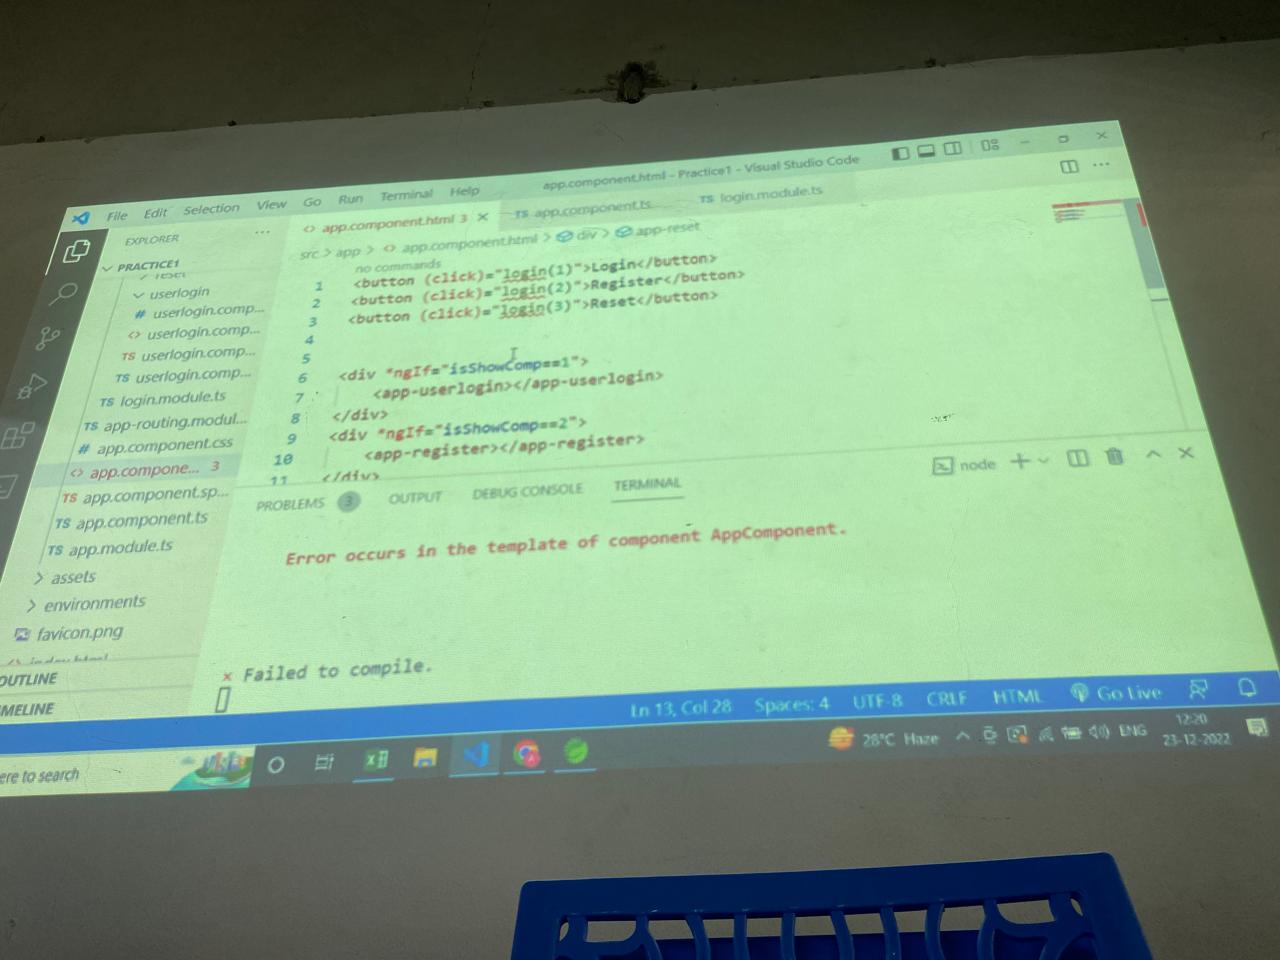 File Edit Selection View Go Run Terminal Help
app.component.html - Practice1 - Visual Studio Code
EXPLORER
PRACTICE1
userlogin
# userlogin.comp...
<> userlogin.comp...
TS userlogin.comp...
TS userlogin.comp...
TS login.module.ts
TS app-routing.modul...
# app.component.css
<> app.compone... 3
TS app.component.sp...
TS app.component.ts
TS app.module.ts
> assets
> environments
favicon.png
OUTLINE
MELINE
<> app.component.html 3 ×
TS app.component.ts
TS login.module.ts
src > app > <> app.component.html > div > app-reset
no commands
1 <button (click)="login(1)">Login</button>
2 <button (click)="login(2)">Register</button>
3 <button (click)="login(3)">Reset</button>
4
5
6 <div *ngIf="isShowComp==1">
7 <app-userlogin></app-userlogin>
8 </div>
9 <div *ngIf="isShowComp==2">
10 <app-register></app-register>
11 </div>
PROBLEMS 3 OUTPUT DEBUG CONSOLE TERMINAL
node
Error occurs in the template of component AppComponent.
× Failed to compile.
Ln 13, Col 28 Spaces: 4 UTF-8 CRLF HTML Go Live
ere to search
28°C Haze
ENG
12:20
23-12-2022